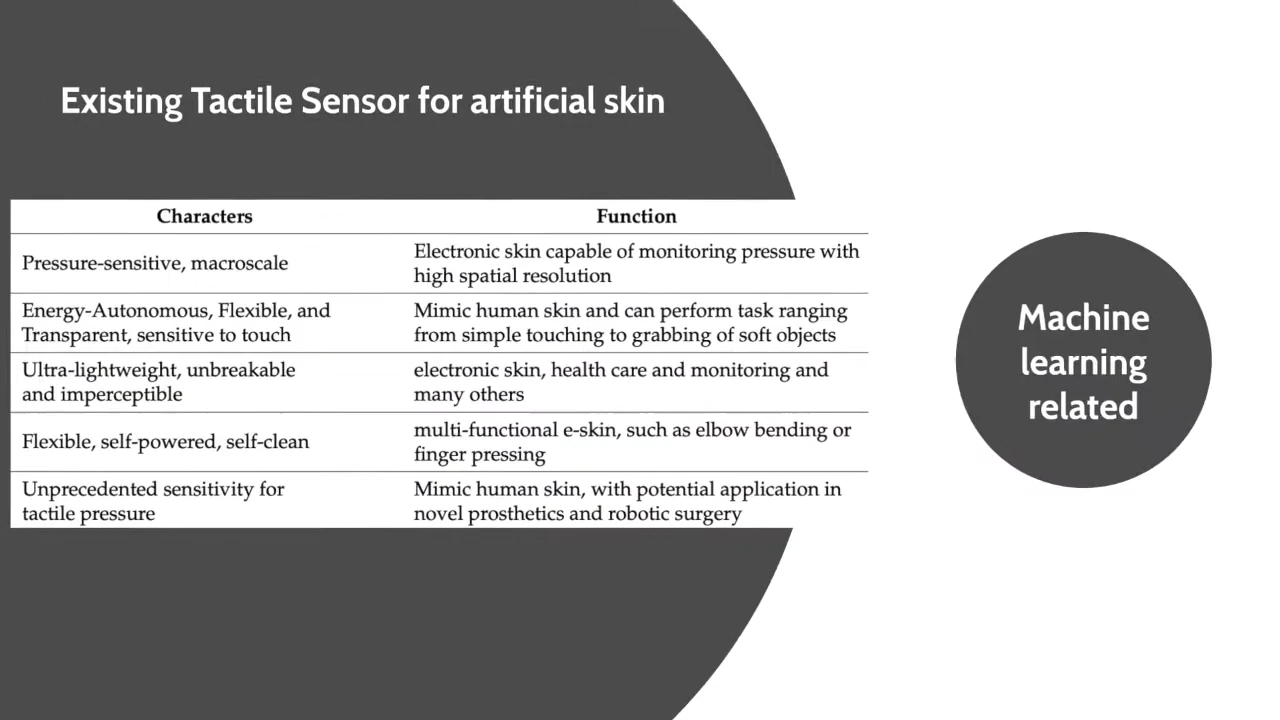 Existing Tactile Sensor for artificial skin
Characters Function
Pressure-sensitive, macroscale
Electronic skin capable of monitoring pressure with
high spatial resolution
Energy-Autonomous, Flexible, and
Transparent, sensitive to touch
Mimic human skin and can perform task ranging
from simple touching to grabbing of soft objects
Ultra-lightweight, unbreakable
and imperceptible
electronic skin, health care and monitoring and
many others
Flexible, self-powered, self-clean
multi-functional e-skin, such as elbow bending or
finger pressing
Unprecedented sensitivity for
tactile pressure
Mimic human skin, with potential application in
novel prosthetics and robotic surgery
Machine
learning
related